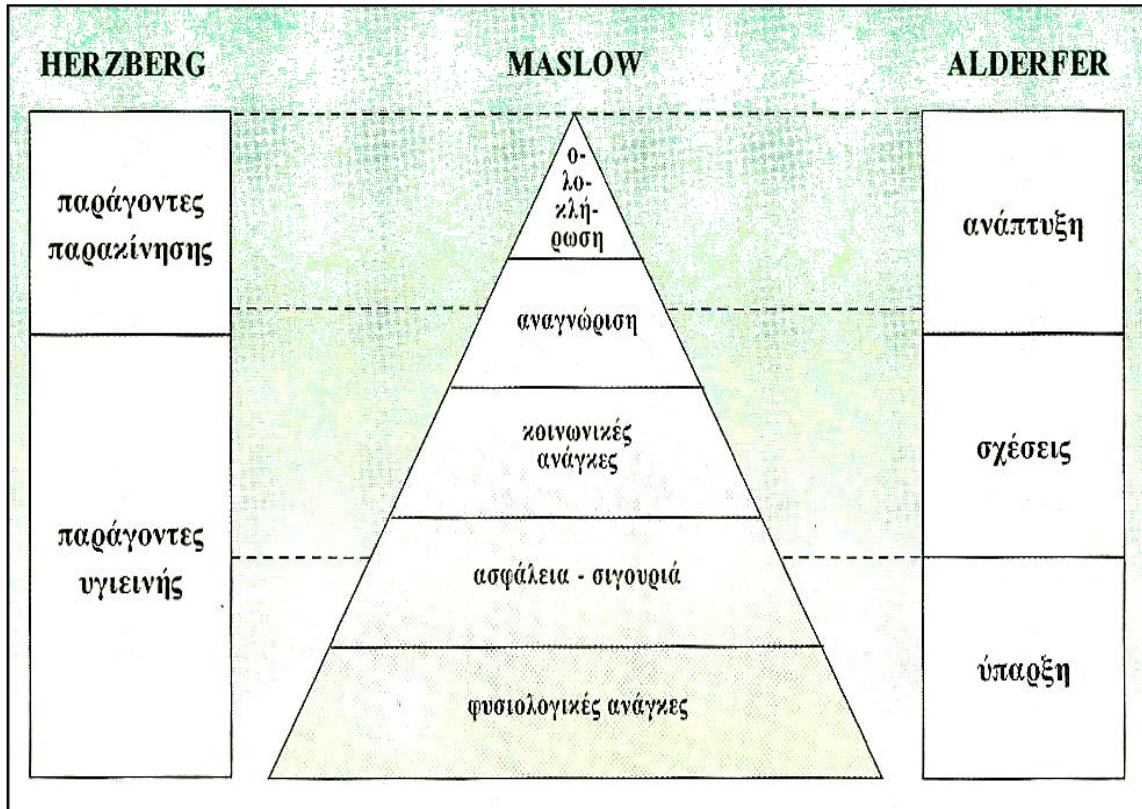 HERZBERG
MASLOW
ALDERFER
παράγοντες
παρακίνησης
παράγοντες
υγιεινής
ο-
λο-
κλή-
ρωση
αναγνώριση
κοινωνικές
ανάγκες
ασφάλεια - σιγουριά
φυσιολογικές ανάγκες
ανάπτυξη
σχέσεις
ύπαρξη